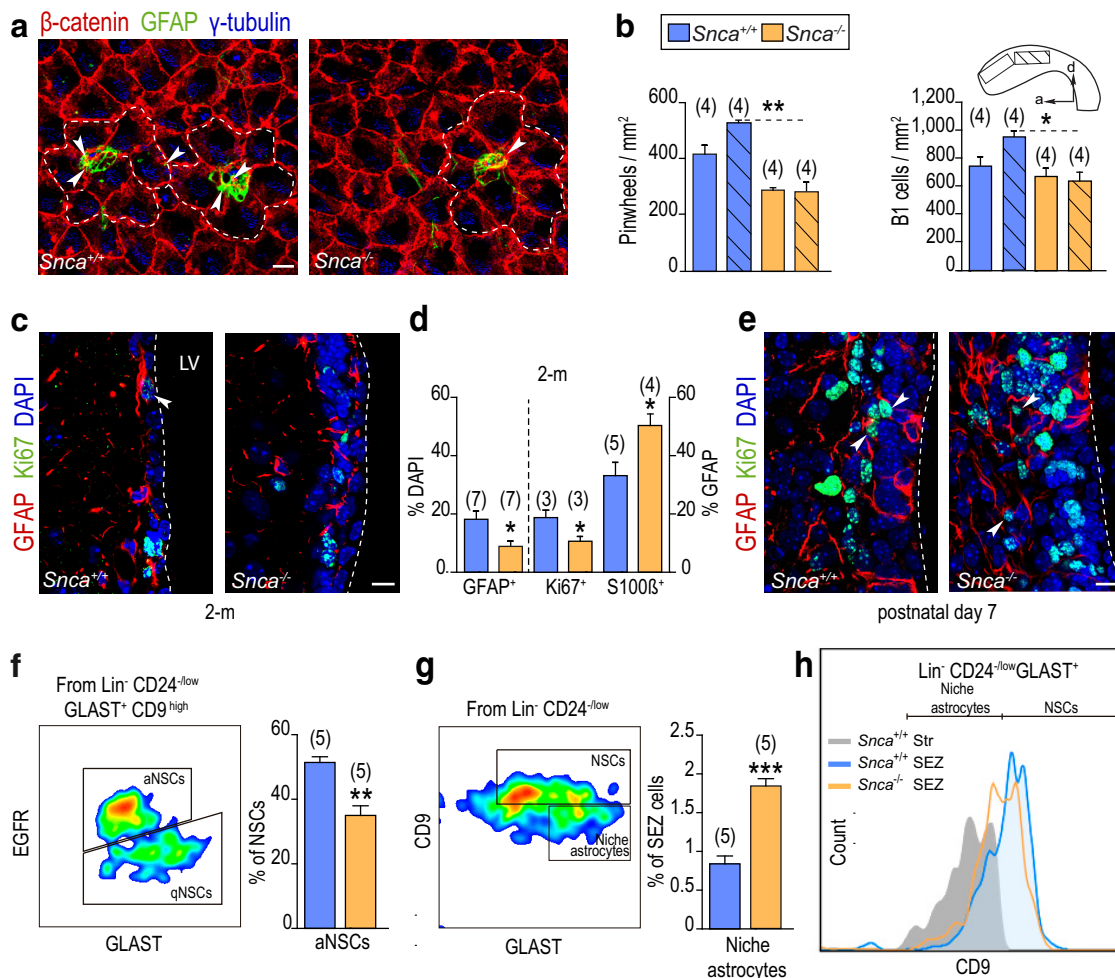 a
β-catenin GFAP γ-tubulin
Snca+/+
Snca-/-
b
Snca+/+ Snca-/-
d
a
600
400
200
0
Pinwheels / mm2
(4) (4) ** (4) (4)
1,200
1,000
800
600
400
200
0
B1 cells / mm2
(4) (4) * (4) (4)
c
GFAP Ki67 DAPI
LV
Snca+/+
Snca-/-
2-m
d
2-m
60
40
20
0
% DAPI
(7) (7) * (3) (3) * (5) (4) *
GFAP+ Ki67+ S100ß+
60
40
20
0
% GFAP
e
GFAP Ki67 DAPI
Snca+/+
Snca-/-
postnatal day 7
f
From Lin- CD24-/low
GLAST+ CD9high
aNSCs
qNSCs
EGFR
GLAST
60
40
20
0
% of NSCs
(5) (5)
**
aNSCs
g
From Lin- CD24-/low
NSCs
Niche
astrocytes
CD9
GLAST
2.5
2
1.5
1
0.5
0
% of SEZ cells
(5) (5)
***
Niche
astrocytes
h
Lin- CD24-/lowGLAST+
Niche
astrocytes
NSCs
Snca+/+ Str
Snca+/+ SEZ
Snca-/- SEZ
Count
CD9